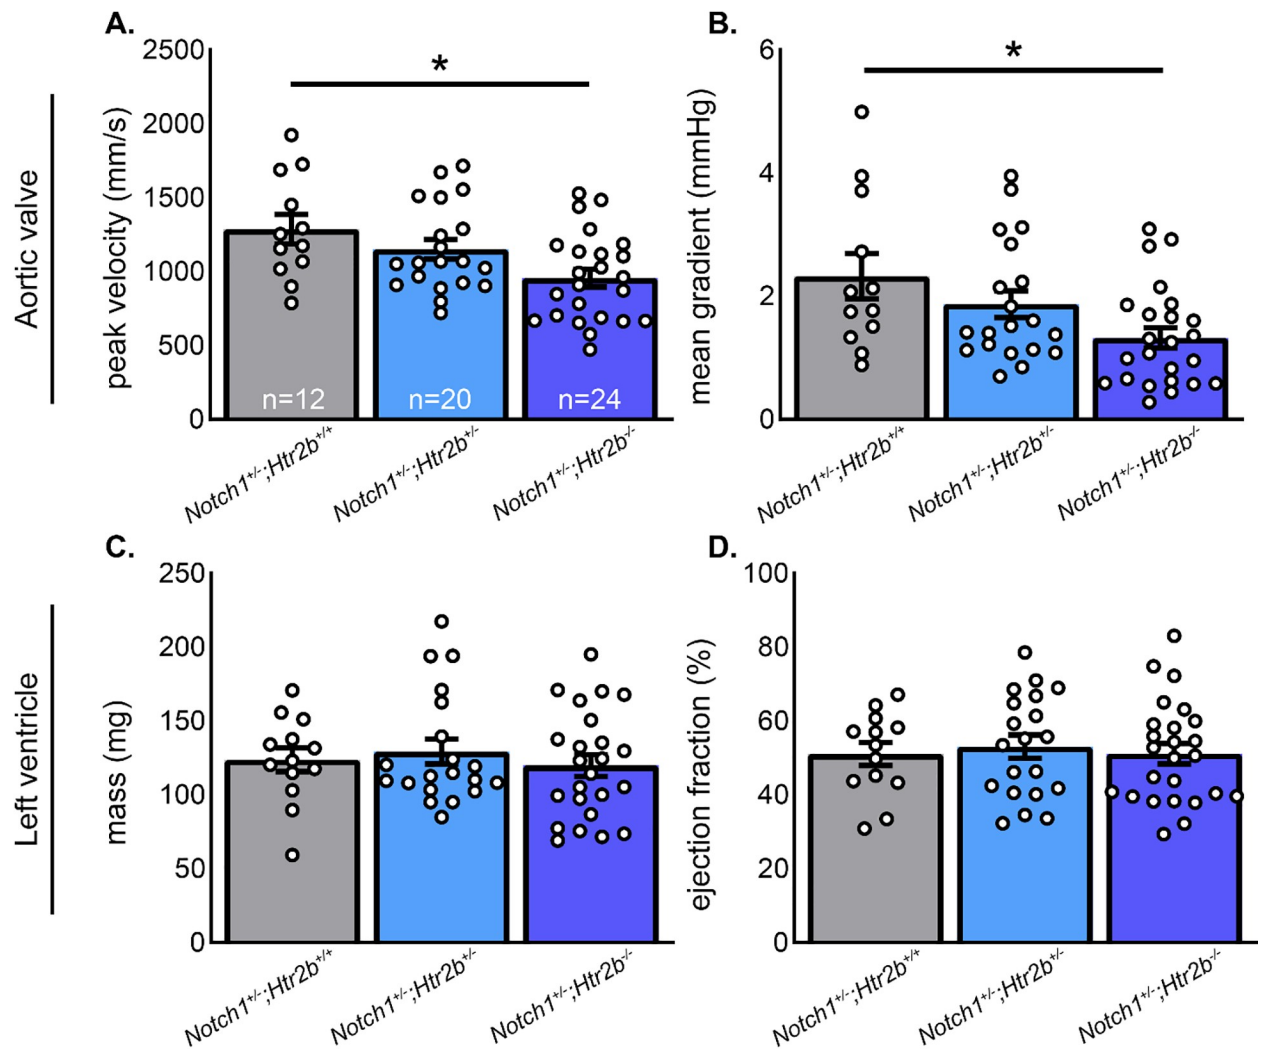 A.
Aortic valve
peak velocity (mm/s)
2500
2000
1500
1000
500
0
*
n=12
n=20
n=24
Notch1+/-;Htr2b+/+
Notch1+/-;Htr2b+/-
Notch1+/-;Htr2b-/-
B.
mean gradient (mmHg)
6
4
2
0
*
Notch1+/-;Htr2b+/+
Notch1+/-;Htr2b+/-
Notch1+/-;Htr2b-/-
C.
Left ventricle
mass (mg)
250
200
150
100
50
0
Notch1+/-;Htr2b+/+
Notch1+/-;Htr2b+/-
Notch1+/-;Htr2b-/-
D.
ejection fraction (%)
100
80
60
40
20
0
Notch1+/-;Htr2b+/+
Notch1+/-;Htr2b+/-
Notch1+/-;Htr2b-/-